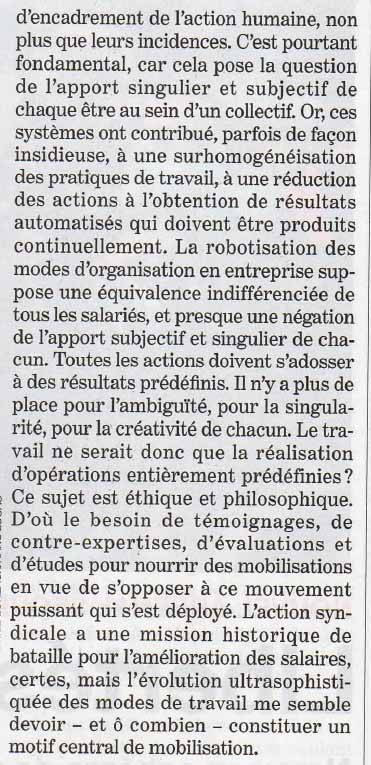 d'encadrement de l'action humaine, non
plus que leurs incidences. C'est pourtant
fondamental, car cela pose la question
de l'apport singulier et subjectif de
chaque être au sein d'un collectif. Or, ces
systèmes ont contribué, parfois de façon
insidieuse, à une surhomogénéisation
des pratiques de travail, à une réduction
des actions à l'obtention de résultats
automatisés qui doivent être produits
continuellement. La robotisation des
modes d'organisation en entreprise sup-
pose une équivalence indifférenciée de
tous les salariés, et presque une négation
de l'apport subjectif et singulier de cha-
cun. Toutes les actions doivent s'adosser
à des résultats prédéfinis. Il n'y a plus de
place pour l'ambiguïté, pour la singula-
rité, pour la créativité de chacun. Le tra-
vail ne serait donc que la réalisation
d'opérations entièrement prédéfinies ?
Ce sujet est éthique et philosophique.
D'où le besoin de témoignages, de
contre-expertises, d'évaluations et
d'études pour nourrir des mobilisations
en vue de s'opposer à ce mouvement
puissant qui s'est déployé. L'action syn-
dicale a une mission historique de
bataille pour l'amélioration des salaires,
certes, mais l'évolution ultrasophisti-
quée des modes de travail me semble
devoir – et ô combien – constituer un
motif central de mobilisation.